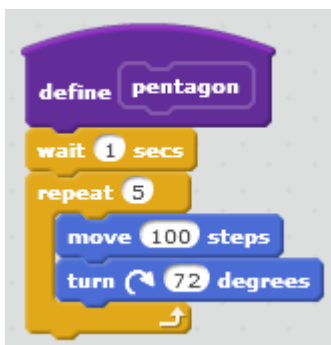 define pentagon
wait 1 secs
repeat 5
move 100 steps
turn 72 degrees